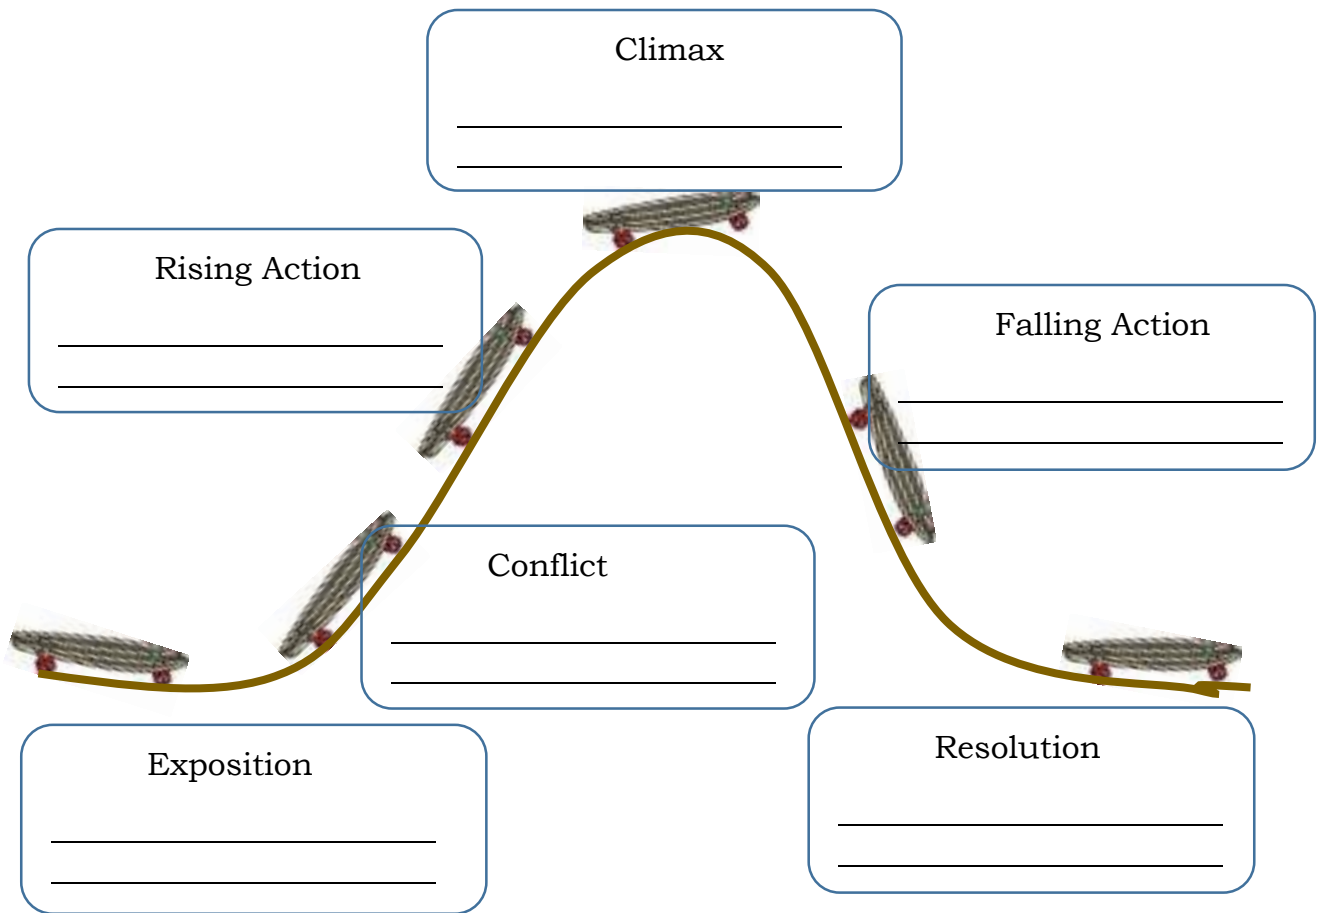 Climax
Rising Action
Falling Action
Conflict
Exposition
Resolution